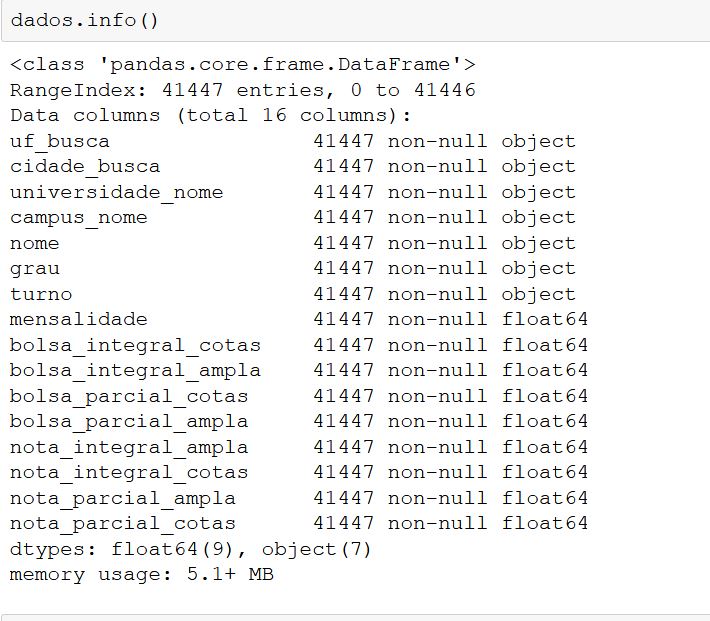 dados.info()
<class 'pandas.core.frame.DataFrame'>
RangeIndex: 41447 entries, 0 to 41446
Data columns (total 16 columns):
uf_busca                41447 non-null object
cidade_busca            41447 non-null object
universidade_nome       41447 non-null object
campus_nome             41447 non-null object
nome                    41447 non-null object
grau                    41447 non-null object
turno                   41447 non-null object
mensalidade             41447 non-null float64
bolsa_integral_cotas    41447 non-null float64
bolsa_integral_ampla    41447 non-null float64
bolsa_parcial_cotas     41447 non-null float64
bolsa_parcial_ampla     41447 non-null float64
nota_integral_ampla     41447 non-null float64
nota_integral_cotas     41447 non-null float64
nota_parcial_ampla      41447 non-null float64
nota_parcial_cotas      41447 non-null float64
dtypes: float64(9), object(7)
memory usage: 5.1+ MB